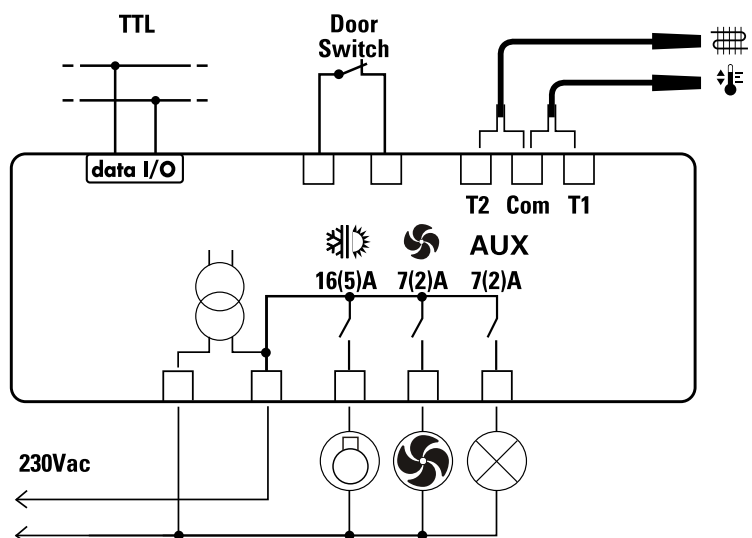 TTL
Door
Switch
data I/O
T2 Com T1
AUX
16(5)A 7(2)A 7(2)A
230Vac